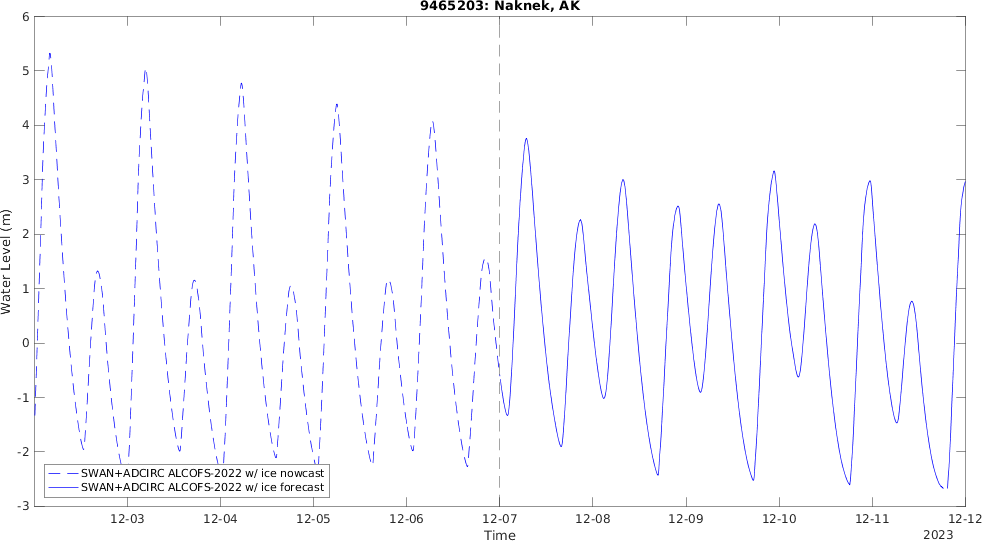 9465203: Naknek, AK
6
5
4
3
2
1
0
-1
-2
-3
Water Level (m)
SWAN+ADCIRC ALCOFS-2022 w/ ice nowcast
SWAN+ADCIRC ALCOFS-2022 w/ ice forecast
12-03 12-04 12-05 12-06 12-07 12-08 12-09 12-10 12-11 12-12
Time
2023